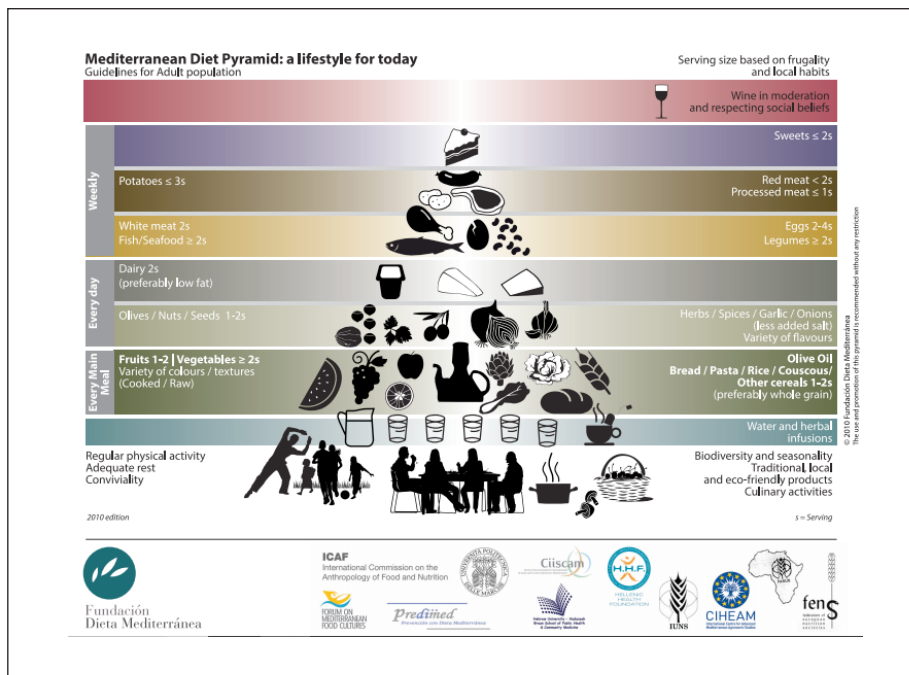 Mediterranean Diet Pyramid: a lifestyle for today
Guidelines for Adult population
Serving size based on frugality
and local habits
Wine in moderation
and respecting social beliefs
Weekly
Sweets ≤ 2s
Potatoes ≤ 3s
Red meat < 2s
Processed meat ≤ 1s
White meat 2s
Fish/Seafood ≥ 2s
Eggs 2-4s
Legumes ≥ 2s
Every day
Dairy 2s
(preferably low fat)
Olives / Nuts / Seeds 1-2s
Herbs / Spices / Garlic / Onions
(less added salt)
Variety of flavours
Every Main
Meal
Fruits 1-2 | Vegetables ≥ 2s
Variety of colours / textures
(Cooked / Raw)
Olive Oil
Bread / Pasta / Rice / Couscous/
Other cereals 1-2s
(preferably whole grain)
Water and herbal
infusions
Regular physical activity
Adequate rest
Conviviality
Biodiversity and seasonality
Traditional, local
and eco-friendly products
Culinary activities
2010 edition
s = Serving
© 2010 Fundación Dieta Mediterránea
The use and promotion of this pyramid is recommended without any restriction
Fundación
Dieta Mediterránea
ICAF
International Commission on the
Anthropology of Food and Nutrition
Ciiscam
H.H.F.
HELLENIC
HEALTH
FOUNDATION
FORUM ON
MEDITERRANEAN
FOOD CULTURES
Predimed
Prevención con Dieta Mediterránea
IUNS
CIHEAM
fens